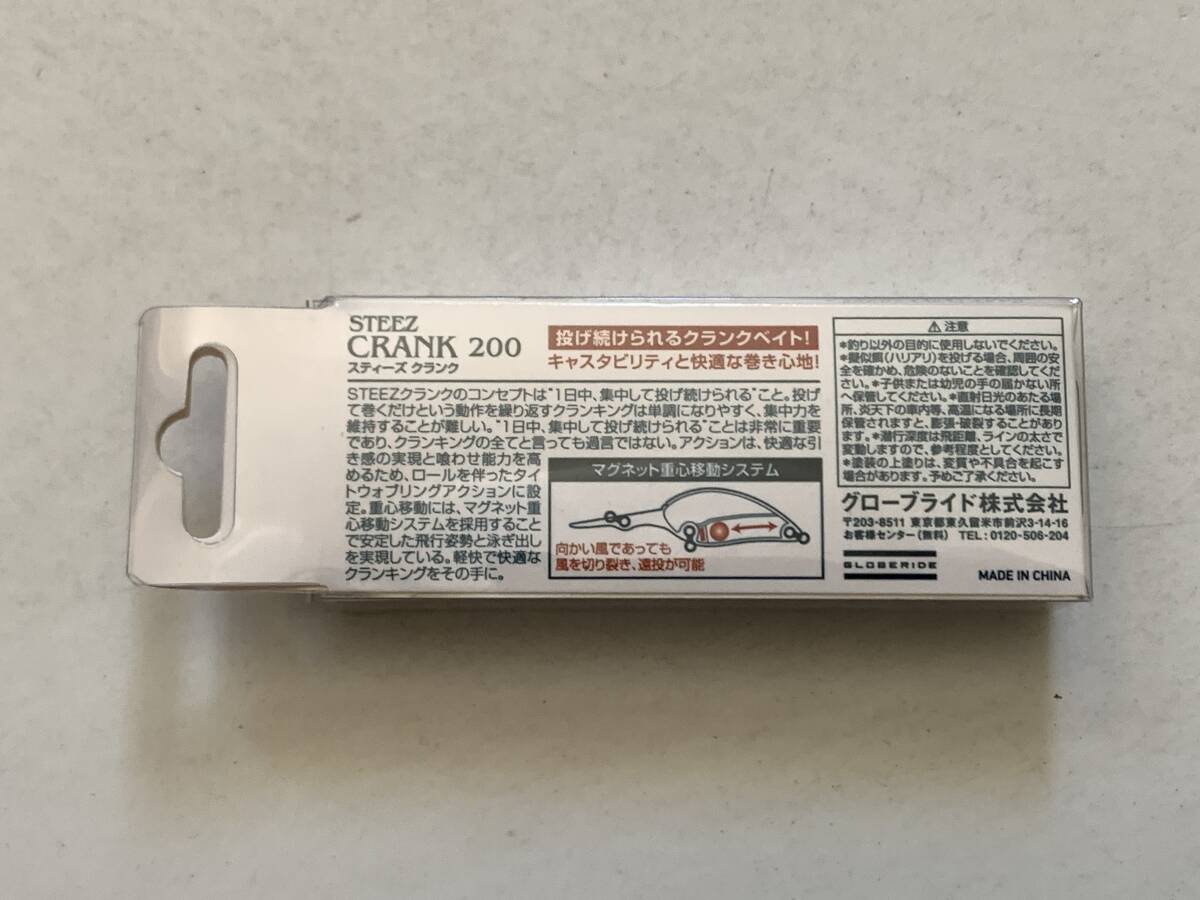 STEEZ
CRANK 200
スティーズ クランク
投げ続けられるクランクベイト!
キャスタビリティと快適な巻き心地!
STEEZクランクのコンセプトは"1日中、集中して投げ続けられる"こと。投げ
て巻くだけという動作を繰り返すクランキングは単調になりやすく、集中力を
維持することが難しい。"1日中、集中して投げ続けられる"ことは非常に重要
であり、クランキングの全てと言っても過言ではない。アクションは、快適な引
き感の実現と喰わせ能力を高
めるため、ロールを伴ったタイ
トウォブリングアクションに設
定。重心移動には、マグネット重
心移動システムを採用すること
で安定した飛行姿勢と泳ぎ出し
を実現している。軽快で快適な
クランキングをその手に。
マグネット重心移動システム
向かい風であっても
風を切り裂き、遠投が可能
⚠注意
*釣り以外の目的に使用しないでください。
*擬似餌(ハリアリ)を投げる場合、周囲の安
全を確かめ、危険のないことを確認してくだ
さい。*子供または幼児の手の届かない所
へ保管してください。*直射日光のあたる場
所、炎天下の車内等、高温になる場所に長期
保管されますと、膨張・破裂することがあり
ます。*潜行深度は飛距離、ラインの太さで
変動しますので、参考程度としてください。
*塗装の上塗りは、変質や不具合を起こす
場合があります。予めご了承ください。
グローブライド株式会社
〒203-8511 東京都東久留米市前沢3-14-16
お客様センター(無料) TEL:0120-506-204
GLOBERIDE
MADE IN CHINA